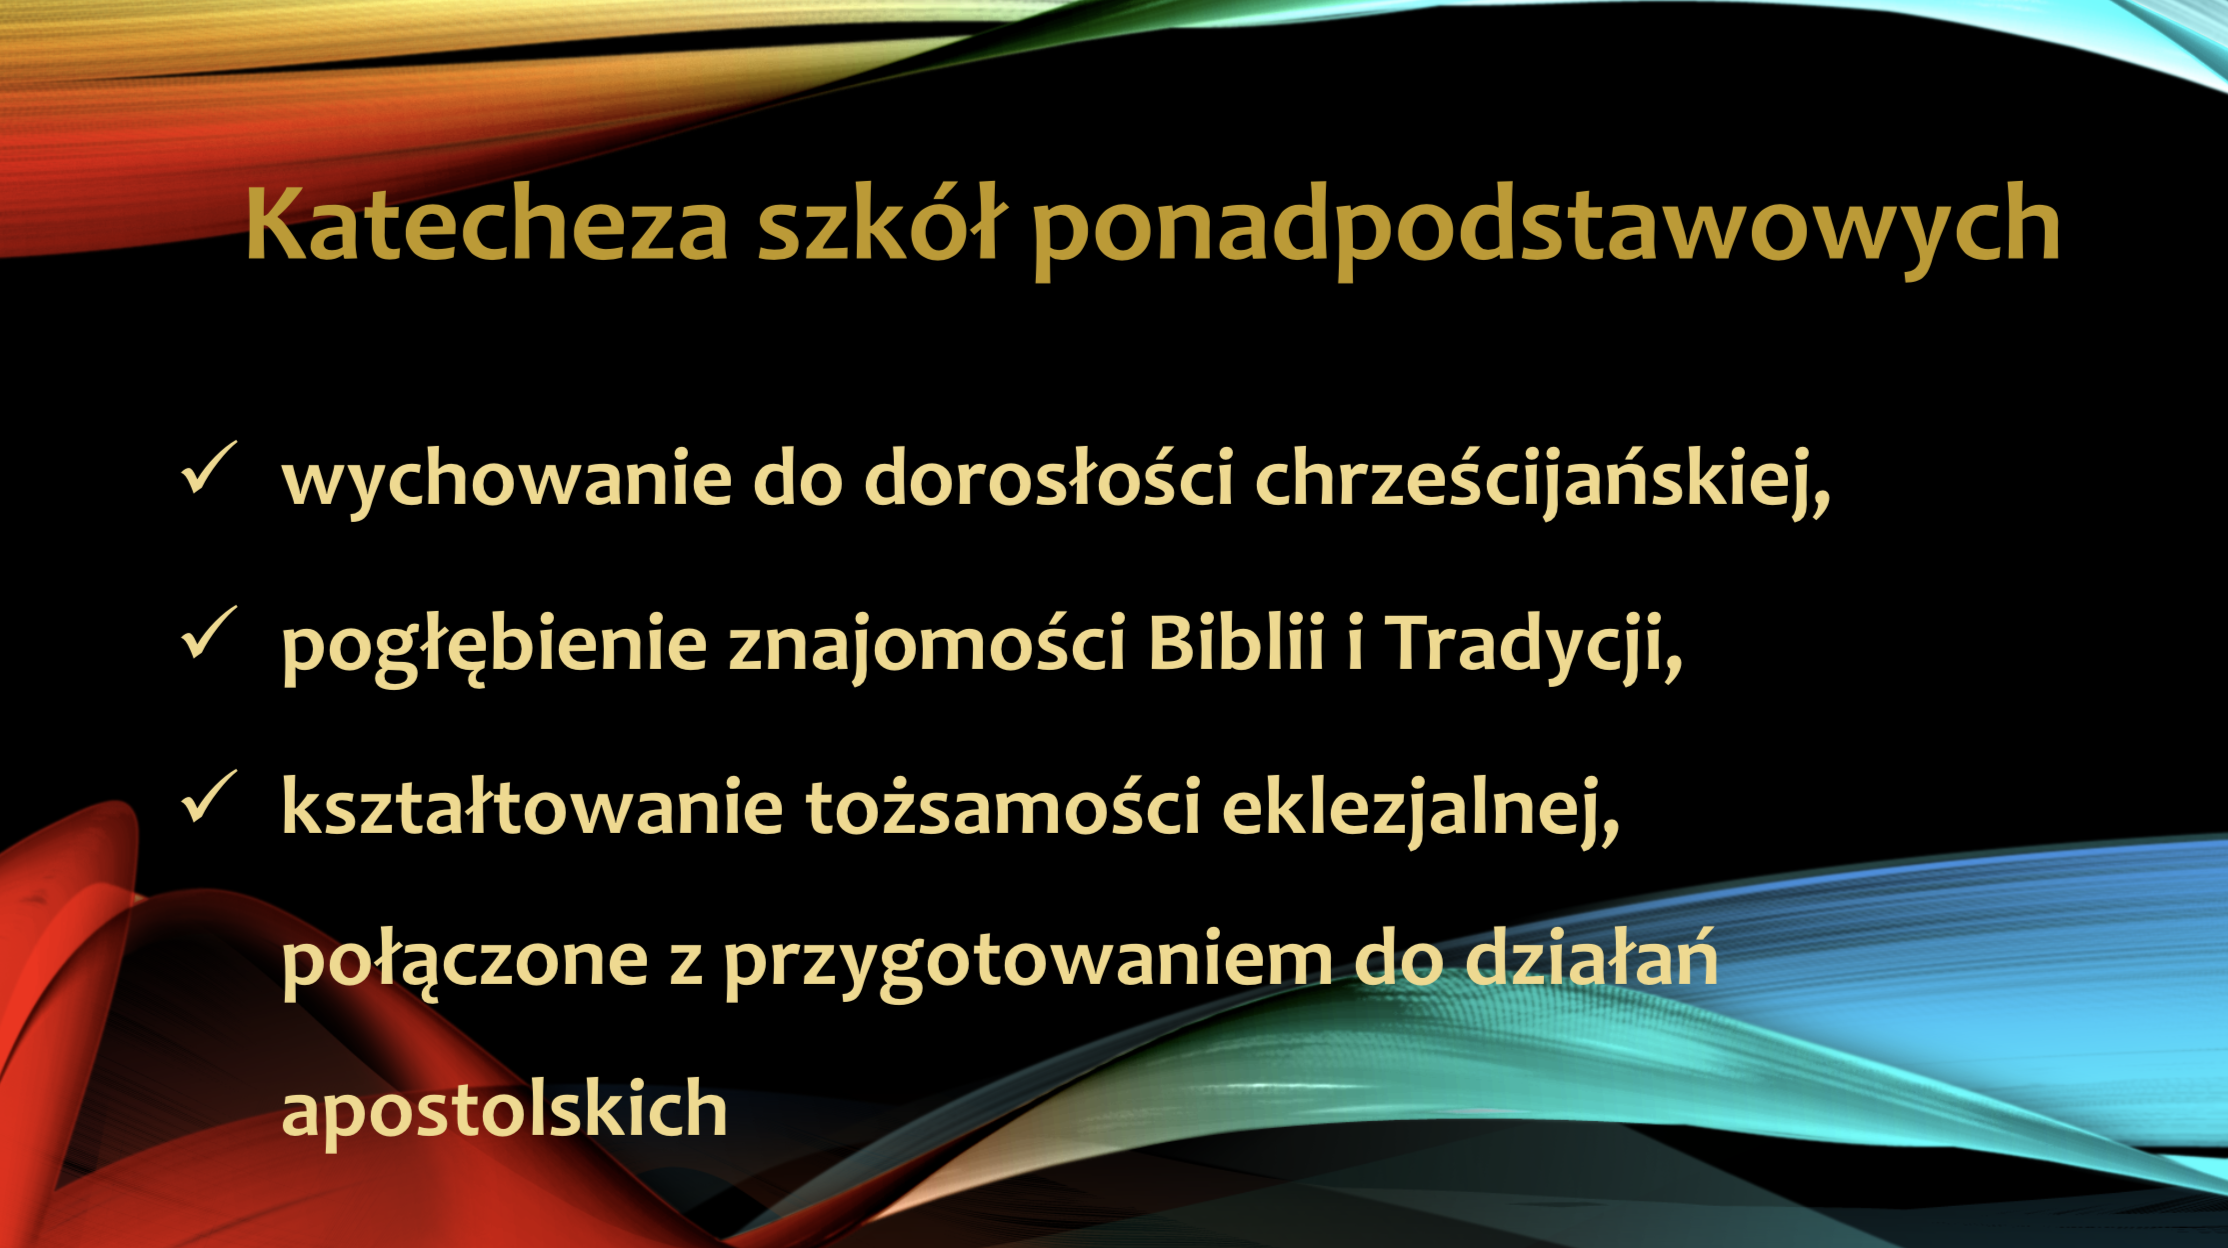 Katecheza szkół ponadpodstawowych
✓ wychowanie do dorosłości chrześcijańskiej,
✓ pogłębienie znajomości Biblii i Tradycji,
✓ kształtowanie tożsamości eklezjalnej,
połączone z przygotowaniem do działań
apostolskich